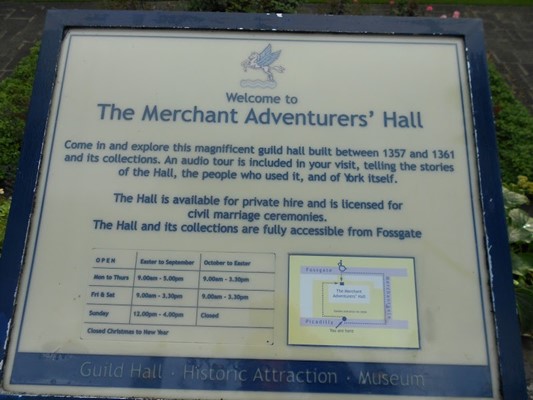 Welcome to
The Merchant Adventurers' Hall
Come in and explore this magnificent guild hall built between 1357 and 1361
and its collections. An audio tour is included in your visit, telling the stories
of the Hall, the people who used it, and of York itself.
The Hall is available for private hire and is licensed for
civil marriage ceremonies.
The Hall and its collections are fully accessible from Fossgate
OPEN Easter to September October to Easter
Mon to Thurs 9.00am - 5.00pm 9.00am - 3.30pm
Fri & Sat 9.00am - 3.30pm 9.00am - 3.30pm
Sunday 12.00pm - 4.00pm Closed
Closed Christmas to New Year
Fossgate
The Merchant
Adventurers' Hall
Piccadilly
You are here
Guild Hall · Historic Attraction · Museum